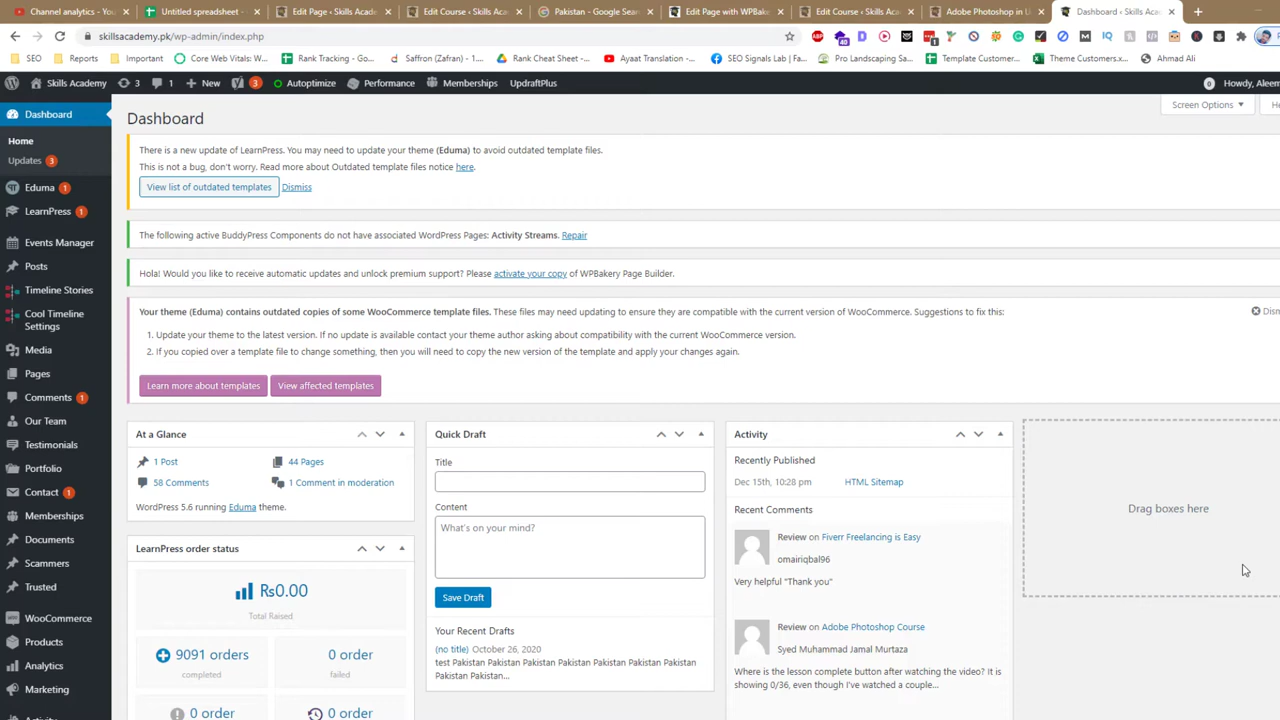 Channel analytics - You
Untitled spreadsheet -
Edit Page ‹ Skills Acade
Edit Course ‹ Skills Ac
Pakistan - Google Sear
Edit Page with WPBake
Edit Course ‹ Skills Ac
Adobe Photoshop in U
Dashboard ‹ Skills Ac
skillsacademy.pk/wp-admin/index.php
SEO
Reports
Important
Core Web Vitals: W...
Rank Tracking - Go...
Saffron (Zafran) - 1....
Rank Cheat Sheet -...
Ayaat Translation -...
SEO Signals Lab | Fa...
Pro Landscaping Sa...
Template Customer...
Theme Customers.x...
Ahmad Ali
Skills Academy
3
1
New
3
Autoptimize
Performance
Memberships
UpdraftPlus
Howdy, Aleem
Dashboard
Home
Updates 3
Eduma 1
LearnPress 1
Events Manager
Posts
Timeline Stories
Cool Timeline
Settings
Media
Pages
Comments 1
Our Team
Testimonials
Portfolio
Contact 1
Memberships
Documents
Scammers
Trusted
WooCommerce
Products
Analytics
Marketing
Screen Options
He
Dashboard
There is a new update of LearnPress. You may need to update your theme (Eduma) to avoid outdated template files.
This is not a bug, don't worry. Read more about Outdated template files notice here.
View list of outdated templates
Dismiss
The following active BuddyPress Components do not have associated WordPress Pages: Activity Streams. Repair
Hola! Would you like to receive automatic updates and unlock premium support? Please activate your copy of WPBakery Page Builder.
Your theme (Eduma) contains outdated copies of some WooCommerce template files. These files may need updating to ensure they are compatible with the current version of WooCommerce. Suggestions to fix this:
Dism
1. Update your theme to the latest version. If no update is available contact your theme author asking about compatibility with the current WooCommerce version.
2. If you copied over a template file to change something, then you will need to copy the new version of the template and apply your changes again.
Learn more about templates
View affected templates
At a Glance
1 Post
44 Pages
58 Comments
1 Comment in moderation
WordPress 5.6 running Eduma theme.
LearnPress order status
₨0.00
Total Raised
9091 orders
completed
0 order
failed
0 order
0 order
Quick Draft
Title
Content
What's on your mind?
Save Draft
Your Recent Drafts
(no title) October 26, 2020
test Pakistan Pakistan Pakistan Pakistan Pakistan Pakistan
Pakistan Pakistan...
Activity
Recently Published
Dec 15th, 10:28 pm
HTML Sitemap
Recent Comments
Review on Fiverr Freelancing is Easy
omairiqbal96
Very helpful "Thank you"
Review on Adobe Photoshop Course
Syed Muhammad Jamal Murtaza
Where is the lesson complete button after watching the video? It is
showing 0/36, even though I've watched a couple...
Drag boxes here